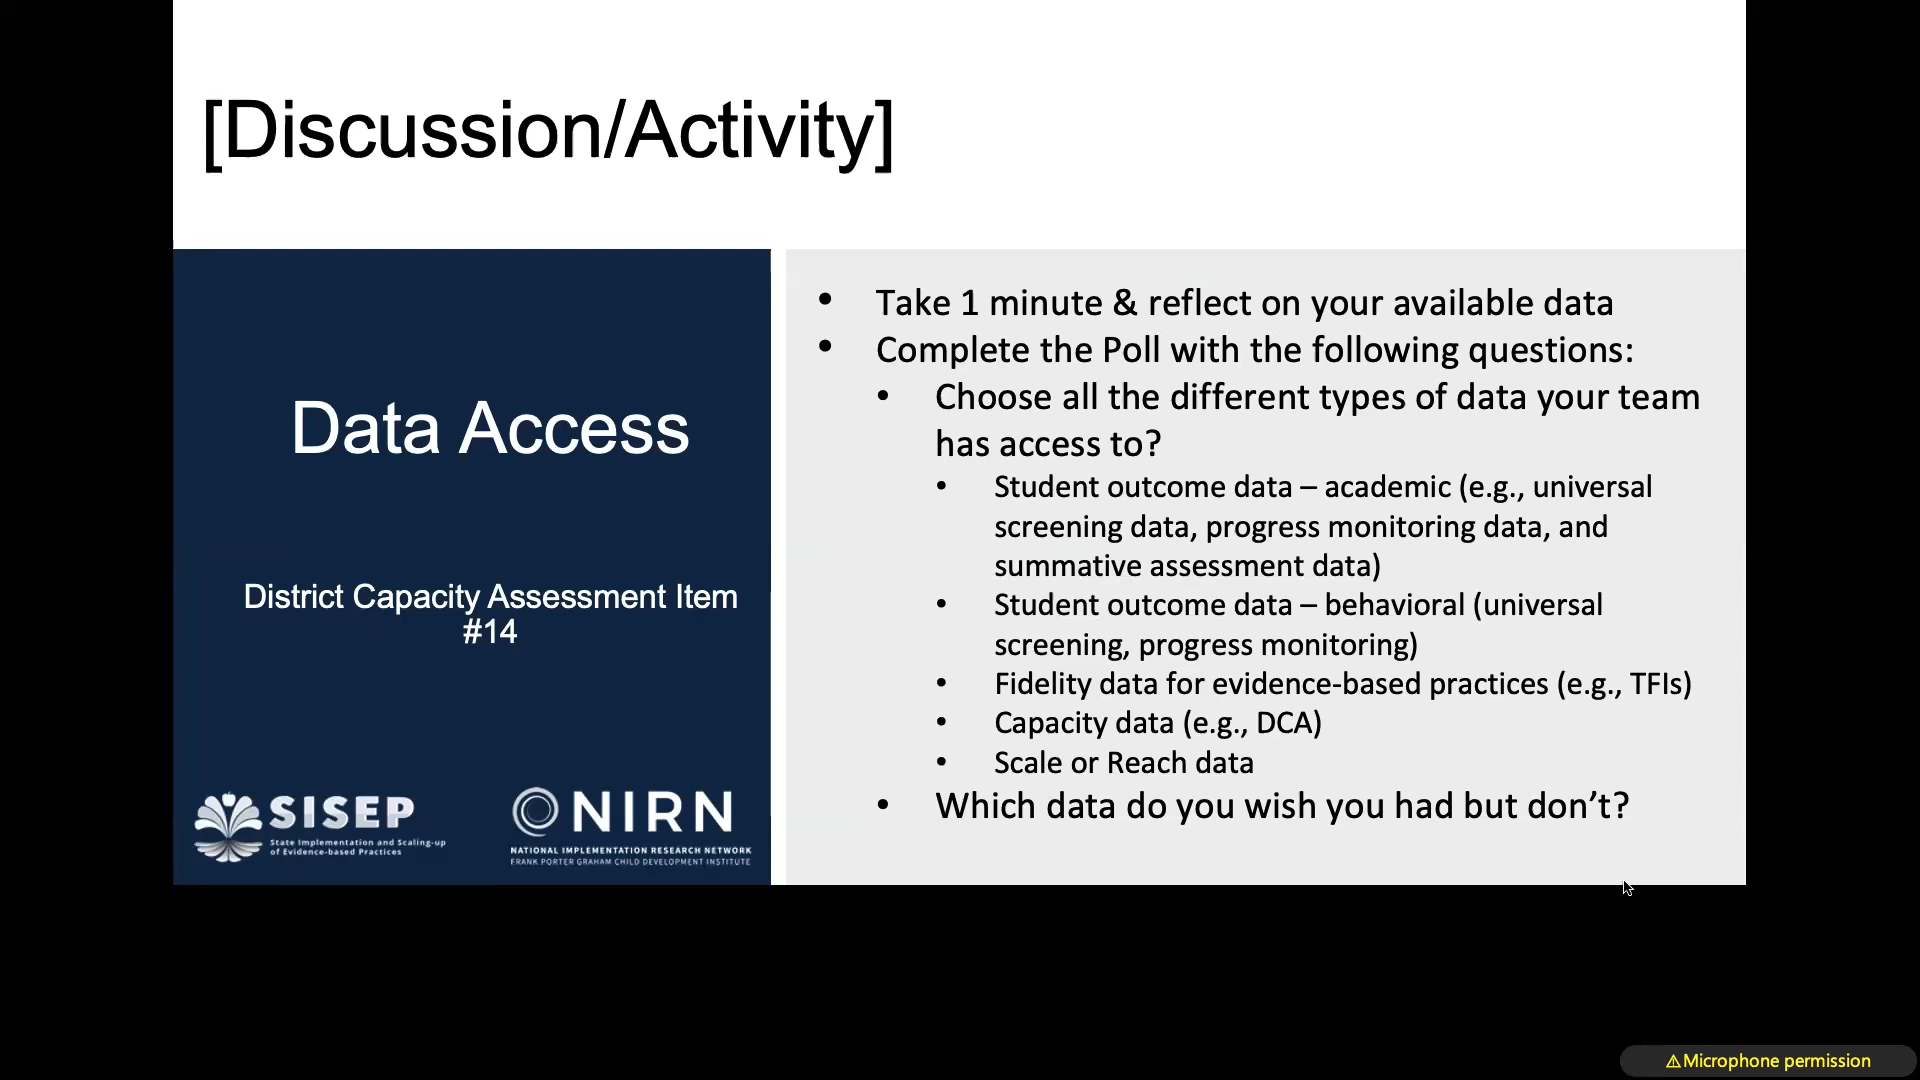 [Discussion/Activity]
Data Access
District Capacity Assessment Item
#14
SISEP
State Implementation and Scaling-up
of Evidence-based Practices
NIRN
NATIONAL IMPLEMENTATION RESEARCH NETWORK
FRANK PORTER GRAHAM CHILD DEVELOPMENT INSTITUTE
• Take 1 minute & reflect on your available data
• Complete the Poll with the following questions:
• Choose all the different types of data your team
has access to?
• Student outcome data – academic (e.g., universal
screening data, progress monitoring data, and
summative assessment data)
• Student outcome data – behavioral (universal
screening, progress monitoring)
• Fidelity data for evidence-based practices (e.g., TFIs)
• Capacity data (e.g., DCA)
• Scale or Reach data
• Which data do you wish you had but don’t?
⚠Microphone permission